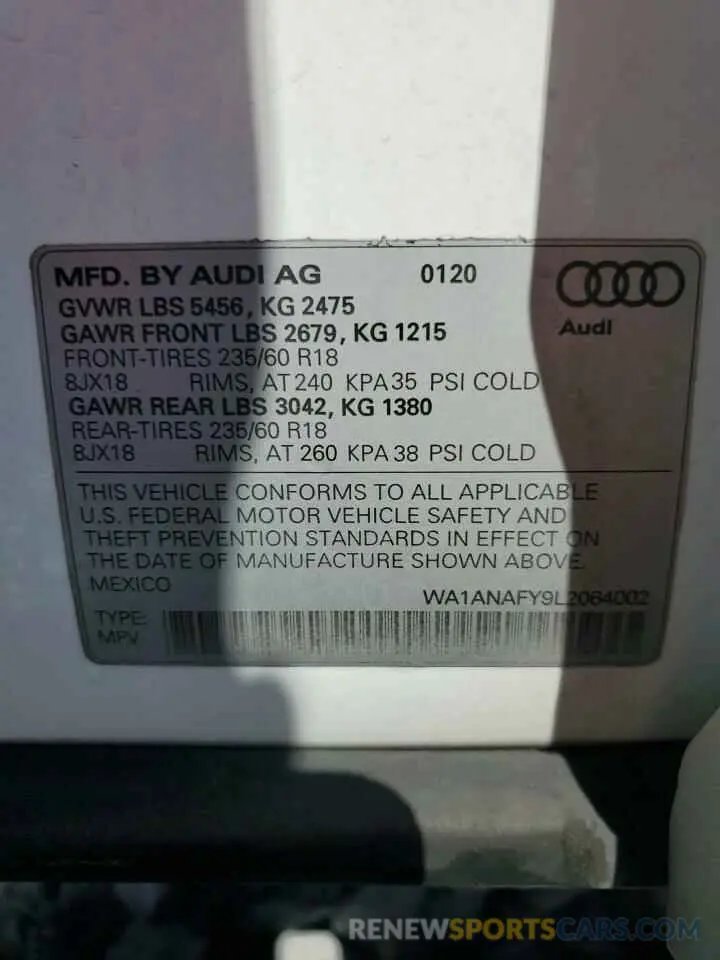 MFD. BY AUDI AG 0120
GVWR LBS 5456, KG 2475
GAWR FRONT LBS 2679, KG 1215
FRONT-TIRES 235/60 R18
8JX18 RIMS, AT 240 KPA 35 PSI COLD
GAWR REAR LBS 3042, KG 1380
REAR-TIRES 235/60 R18
8JX18 RIMS, AT 260 KPA 38 PSI COLD
Audi
THIS VEHICLE CONFORMS TO ALL APPLICABLE
U.S. FEDERAL MOTOR VEHICLE SAFETY AND
THEFT PREVENTION STANDARDS IN EFFECT ON
THE DATE OF MANUFACTURE SHOWN ABOVE.
MEXICO
WA1ANAFY9L2064002
TYPE:
MPV
RENEWSPORTSCARS.COM